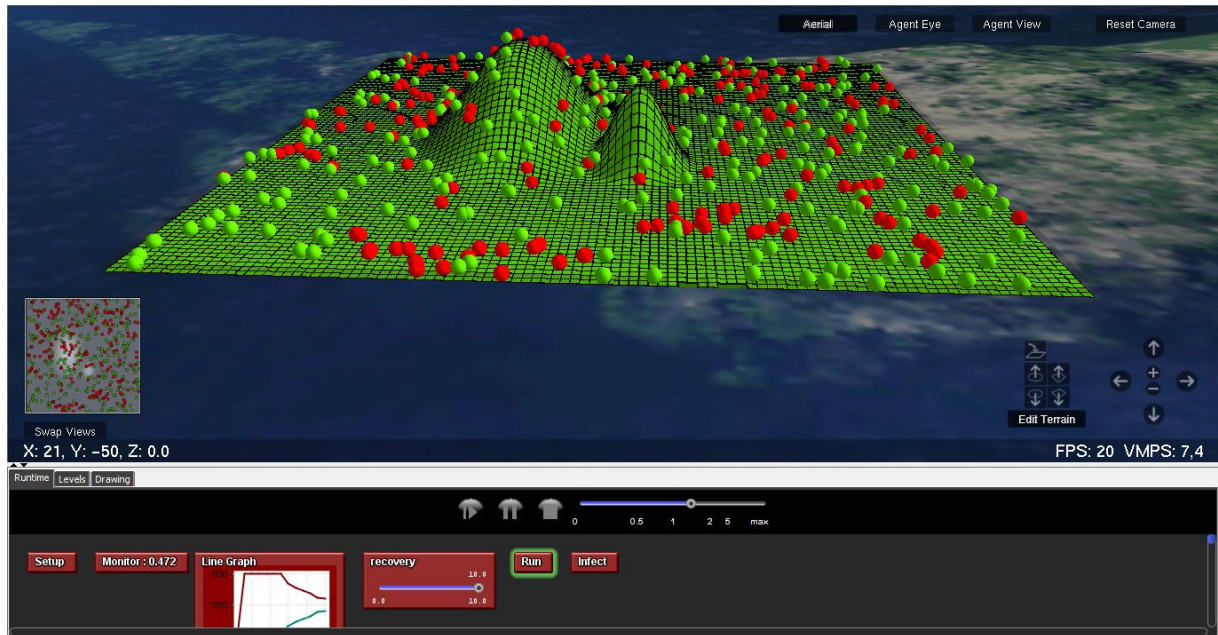 Aerial Agent Eye Agent View Reset Camera
Edit Terrain
Swap Views
X: 21, Y: -50, Z: 0.0 FPS: 20 VMPS: 7,4
Runtime Levels Drawing
0 0.5 1 2 5 max
Setup Monitor : 0.472 Line Graph recovery Run Infect
10.0
0.0 10.0